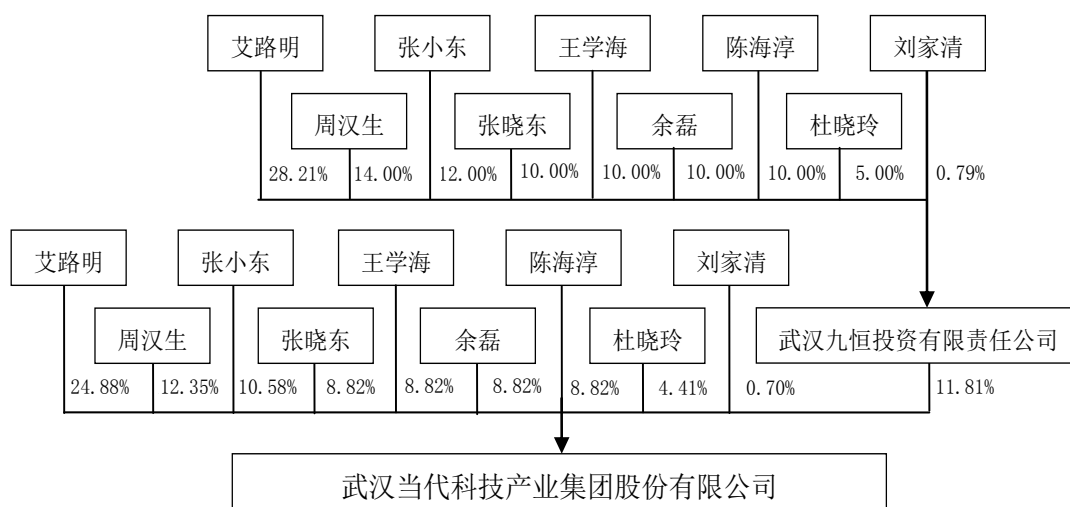 艾路明 张小东 王学海 陈海淳 刘家清
周汉生 张晓东 余磊 杜晓玲
28.21% 14.00% 12.00% 10.00% 10.00% 10.00% 10.00% 5.00% 0.79%
艾路明 张小东 王学海 陈海淳 刘家清
周汉生 张晓东 余磊 杜晓玲 武汉九恒投资有限责任公司
24.88% 12.35% 10.58% 8.82% 8.82% 8.82% 8.82% 4.41% 0.70% 11.81%
武汉当代科技产业集团股份有限公司